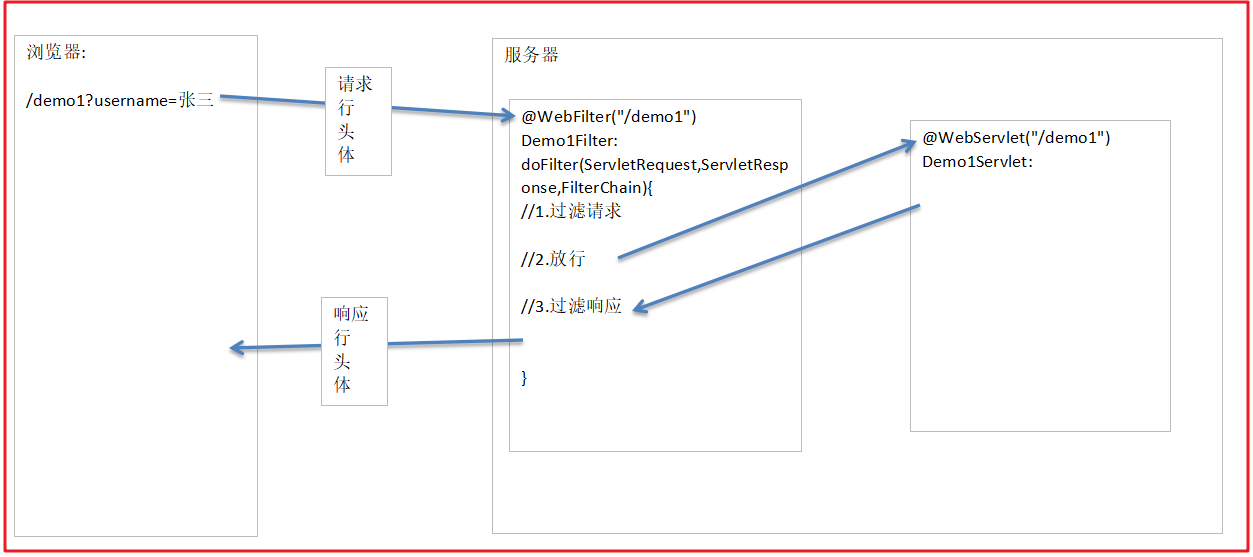 浏览器:
/demo1?username=张三
请求
行
头
体
响应
行
头
体
服务器
@WebFilter("/demo1")
Demo1Filter:
doFilter(ServletRequest,ServletResp
onse,FilterChain){
//1.过滤请求
//2.放行
//3.过滤响应
}
@WebServlet("/demo1")
Demo1Servlet: